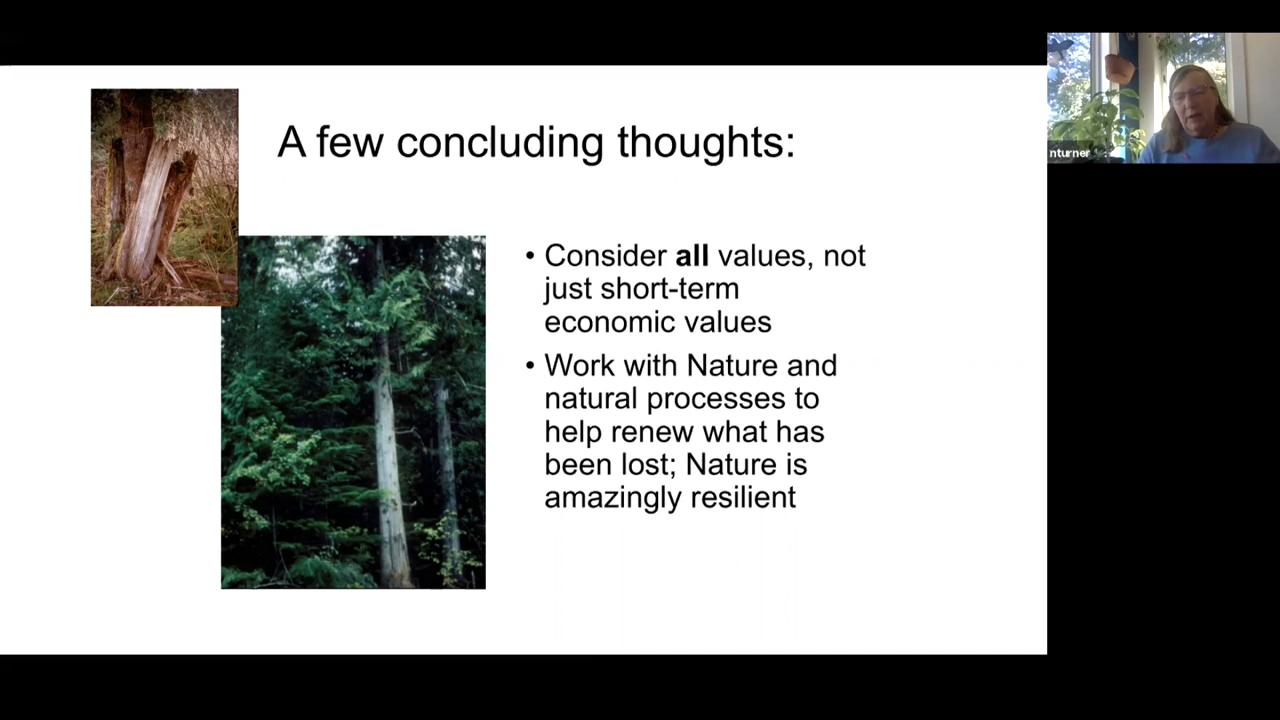 A few concluding thoughts:
nturner
• Consider all values, not
just short-term
economic values
• Work with Nature and
natural processes to
help renew what has
been lost; Nature is
amazingly resilient